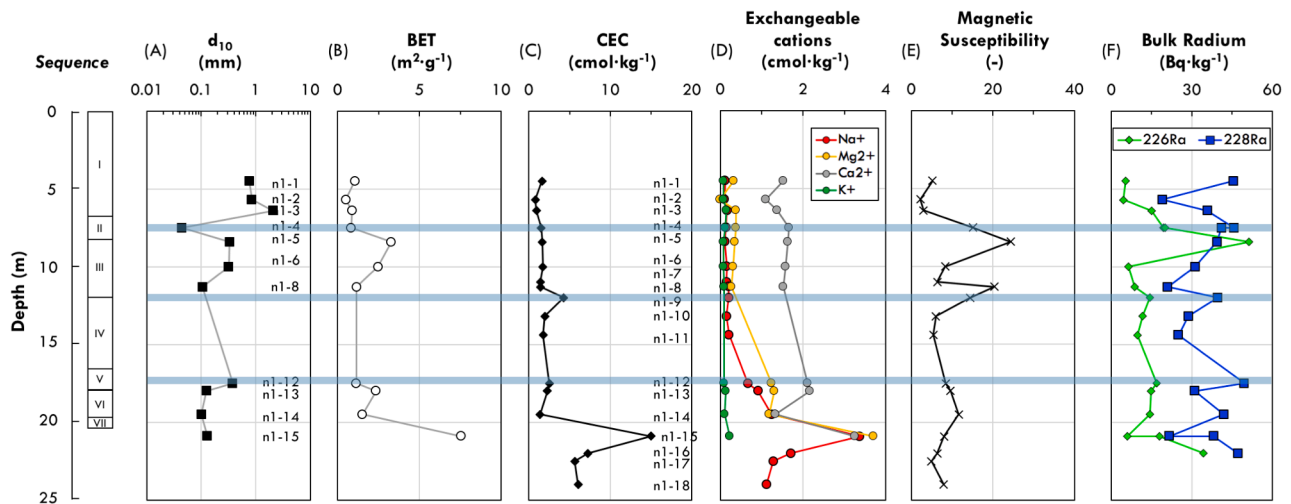 Sequence
(A)
d10
(mm)
(B)
BET
(m²·g⁻¹)
(C)
CEC
(cmol·kg⁻¹)
(D)
Exchangeable
cations
(cmol·kg⁻¹)
(E)
Magnetic
Susceptibility
(-)
(F)
Bulk Radium
(Bq·kg⁻¹)
0.01 0.1 1 10
0 5 10
0 10 20
0 2 4
0 20 40
0 30 60
Depth (m)
0
5
10
15
20
25
I
II
III
IV
V
VI
VII
n1-1
n1-2
n1-3
n1-4
n1-5
n1-6
n1-8
n1-12
n1-13
n1-14
n1-15
n1-1
n1-2
n1-3
n1-4
n1-5
n1-6
n1-7
n1-8
n1-9
n1-10
n1-11
n1-12
n1-13
n1-14
n1-15
n1-16
n1-17
n1-18
Na+
Mg2+
Ca2+
K+
226Ra 228Ra